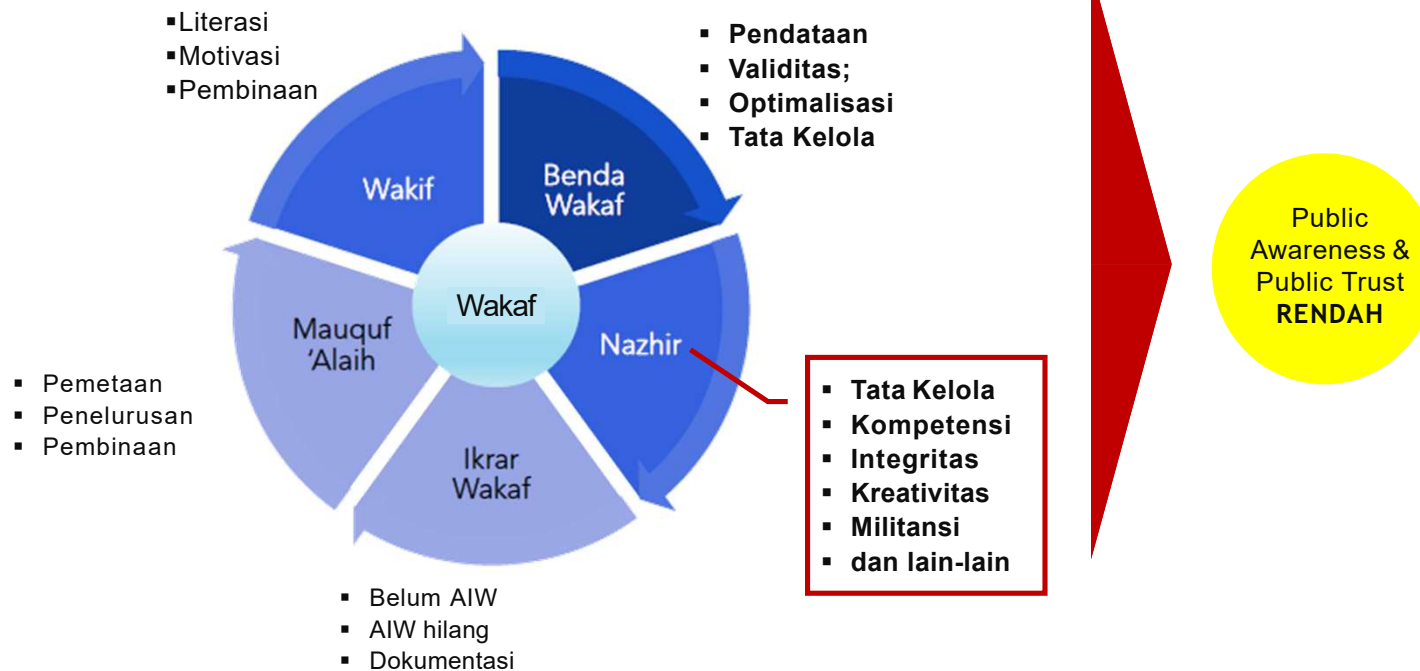 ▪Literasi
▪Motivasi
▪Pembinaan
▪ Pendataan
▪ Validitas;
▪ Optimalisasi
▪ Tata Kelola
Wakif
Benda
Wakaf
Wakaf
Mauquf
‘Alaih
Nazhir
Ikrar
Wakaf
▪ Pemetaan
▪ Penelurusan
▪ Pembinaan
▪ Tata Kelola
▪ Kompetensi
▪ Integritas
▪ Kreativitas
▪ Militansi
▪ dan lain-lain
▪ Belum AIW
▪ AIW hilang
▪ Dokumentasi
Public
Awareness &
Public Trust
RENDAH